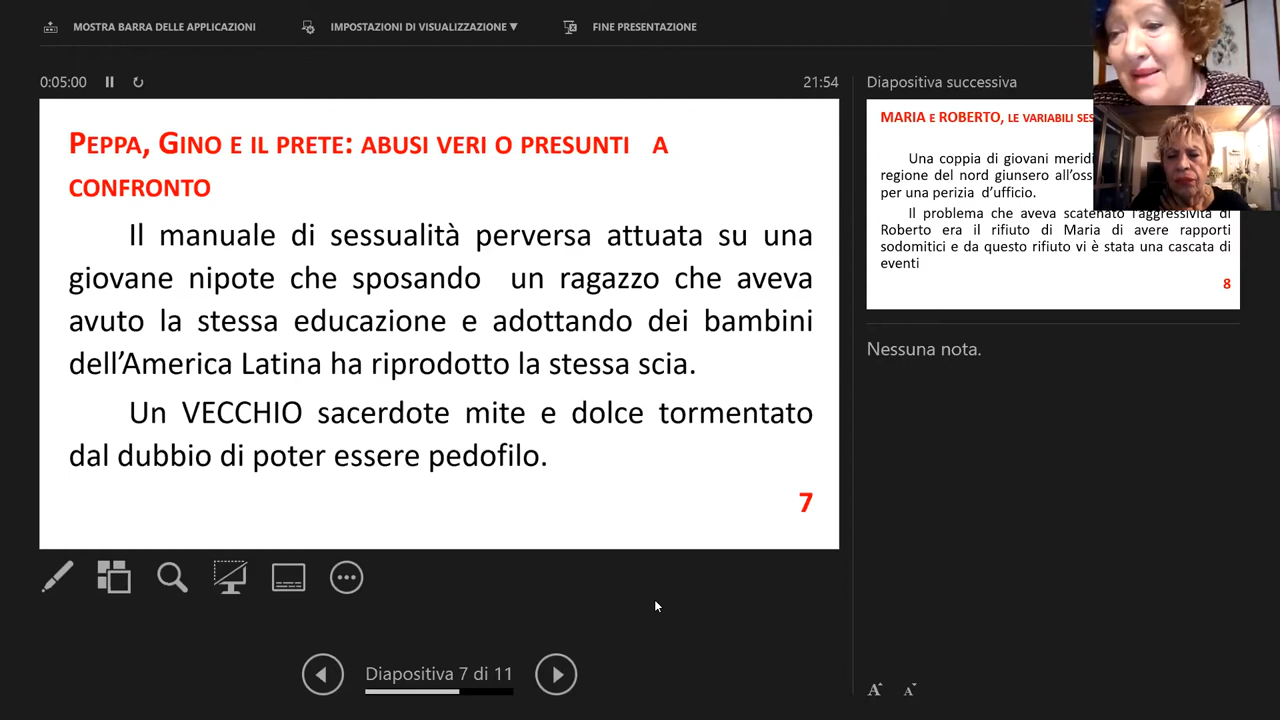 MOSTRA BARRA DELLE APPLICAZIONI
IMPOSTAZIONI DI VISUALIZZAZIONE ▼
FINE PRESENTAZIONE
0:05:00
21:54
PEPPA, GINO E IL PRETE: ABUSI VERI O PRESUNTI A
CONFRONTO
Il manuale di sessualità perversa attuata su una
giovane nipote che sposando un ragazzo che aveva
avuto la stessa educazione e adottando dei bambini
dell’America Latina ha riprodotto la stessa scia.
Un VECCHIO sacerdote mite e dolce tormentato
dal dubbio di poter essere pedofilo.
7
Diapositiva 7 di 11
Diapositiva successiva
MARIA E ROBERTO, LE VARIABILI
Una coppia di giovani
regione del nord giunsero
per una perizia d’ufficio.
Il problema che aveva scatenato l’aggressività di
Roberto era il rifiuto di Maria di avere rapporti
sodomitici e da questo rifiuto vi è stata una cascata di
eventi
8
Nessuna nota.
A A